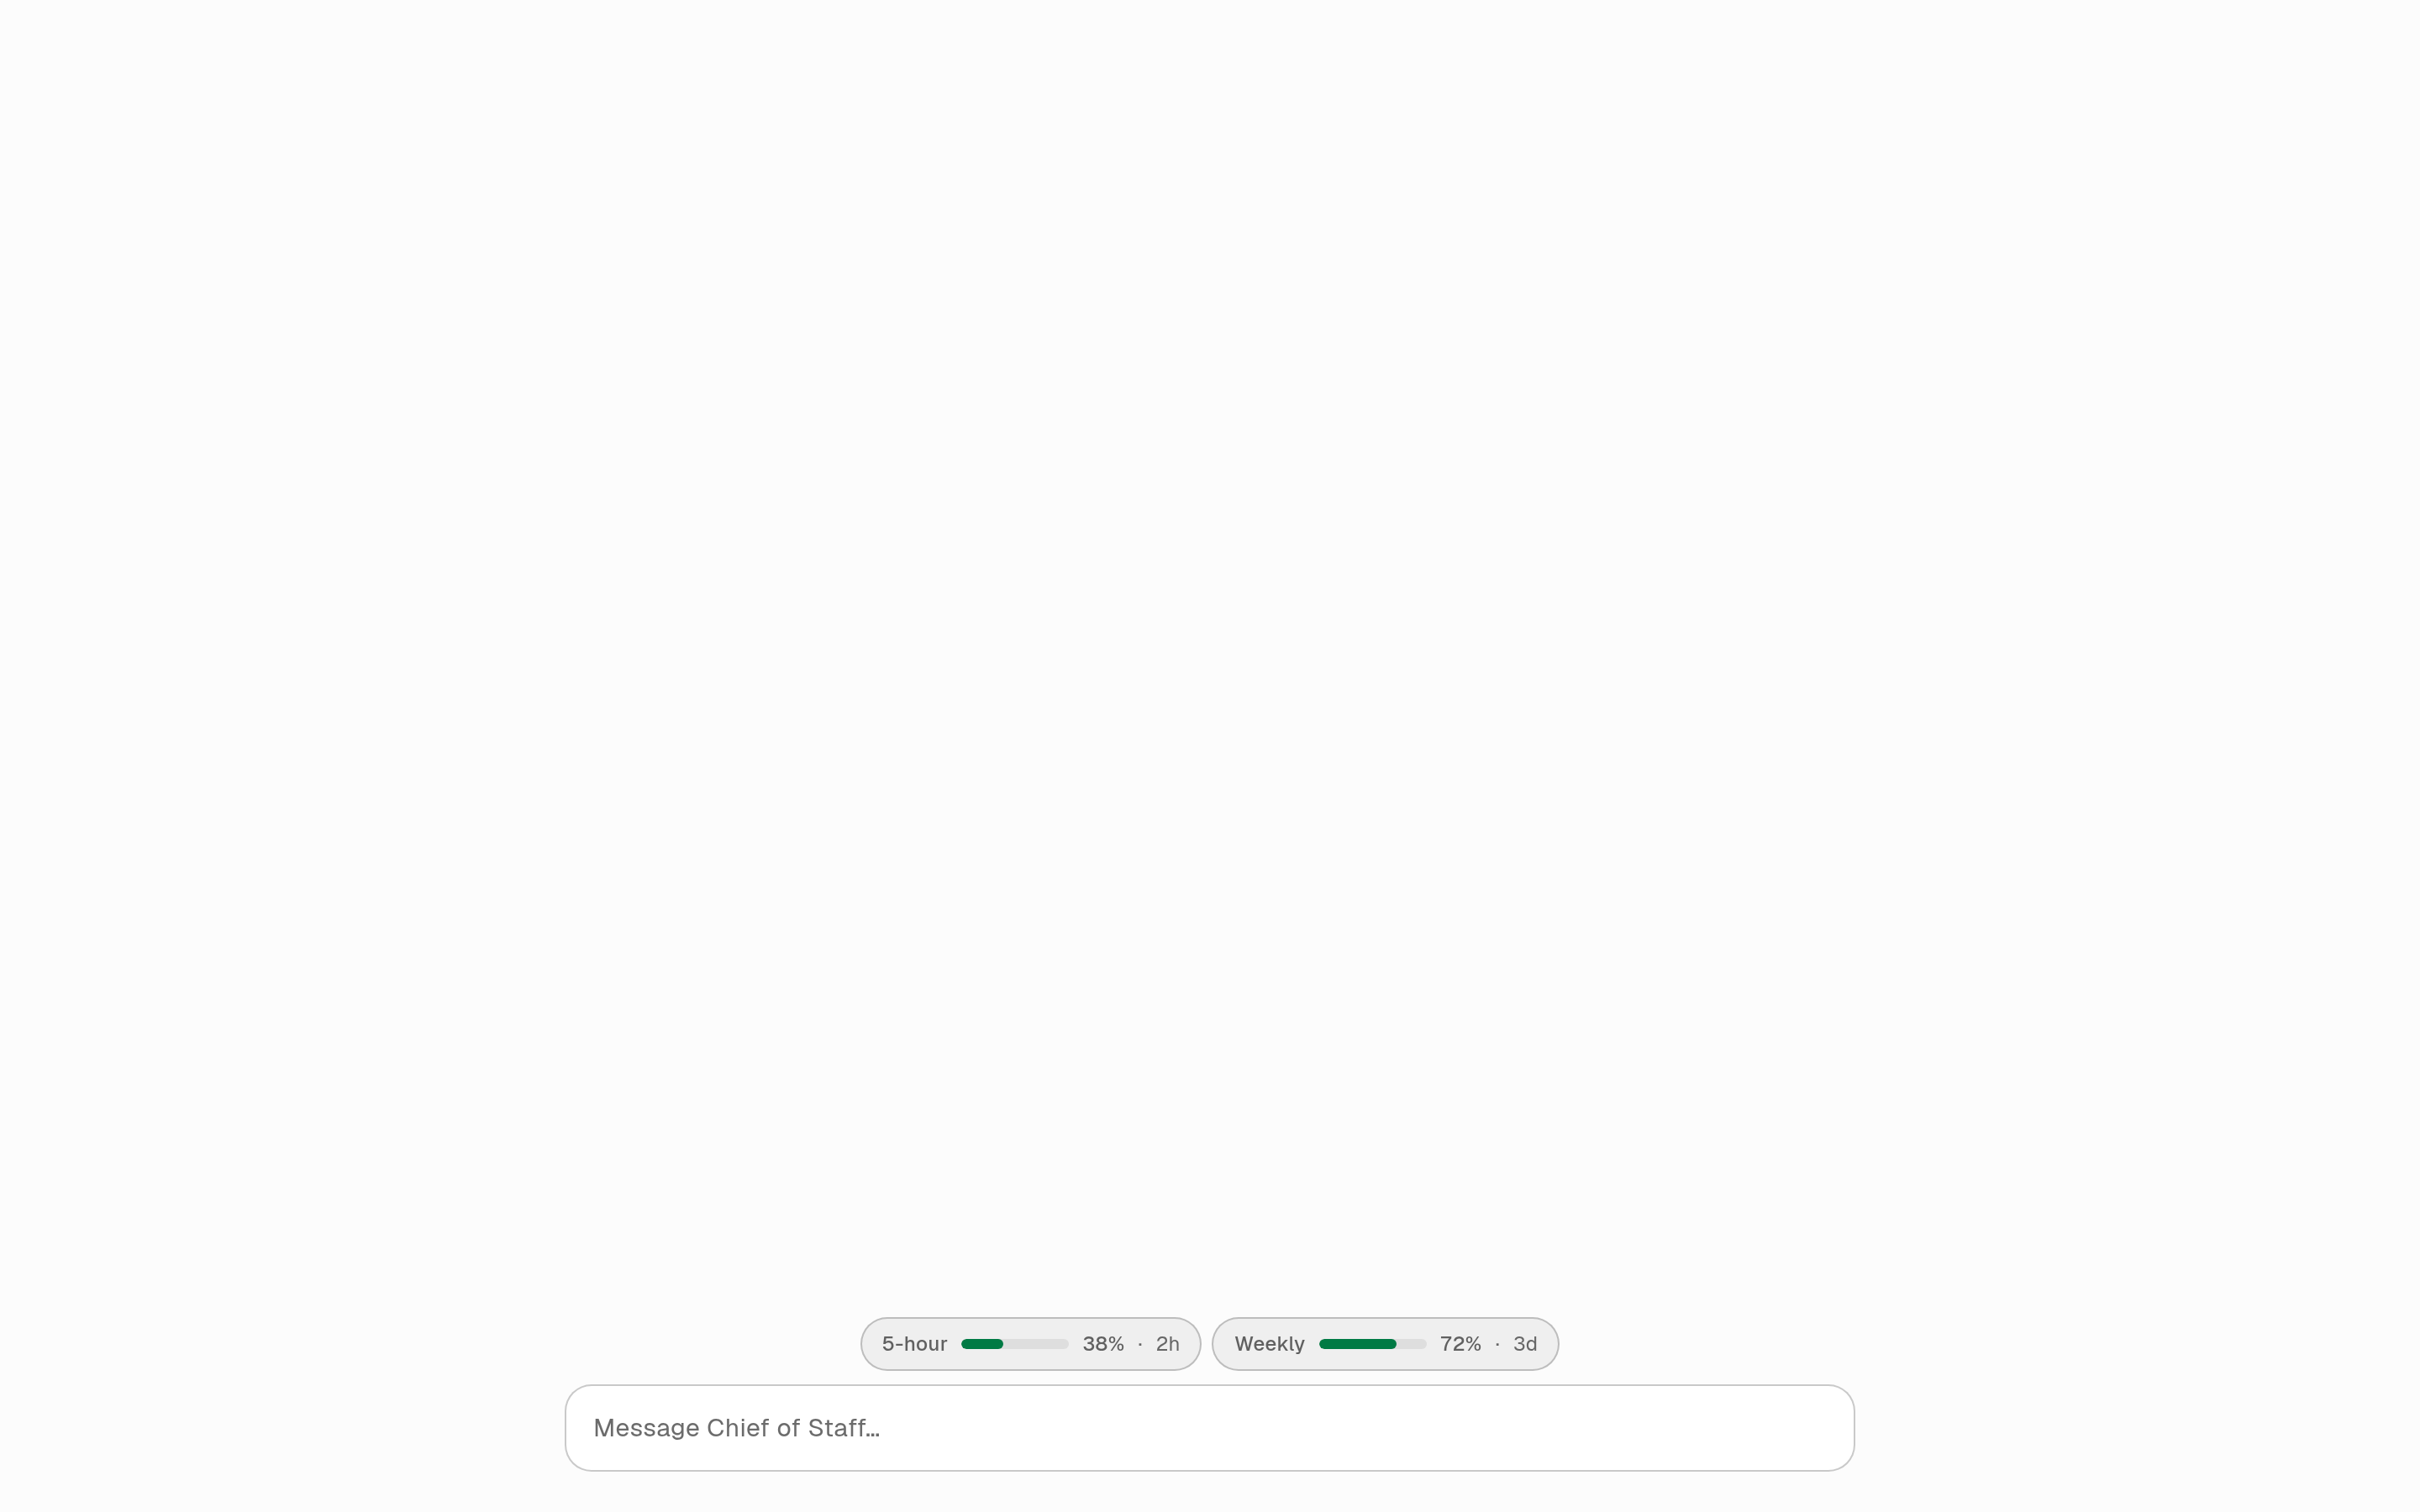 5-hour 38% · 2h Weekly 72% · 3d
Message Chief of Staff…